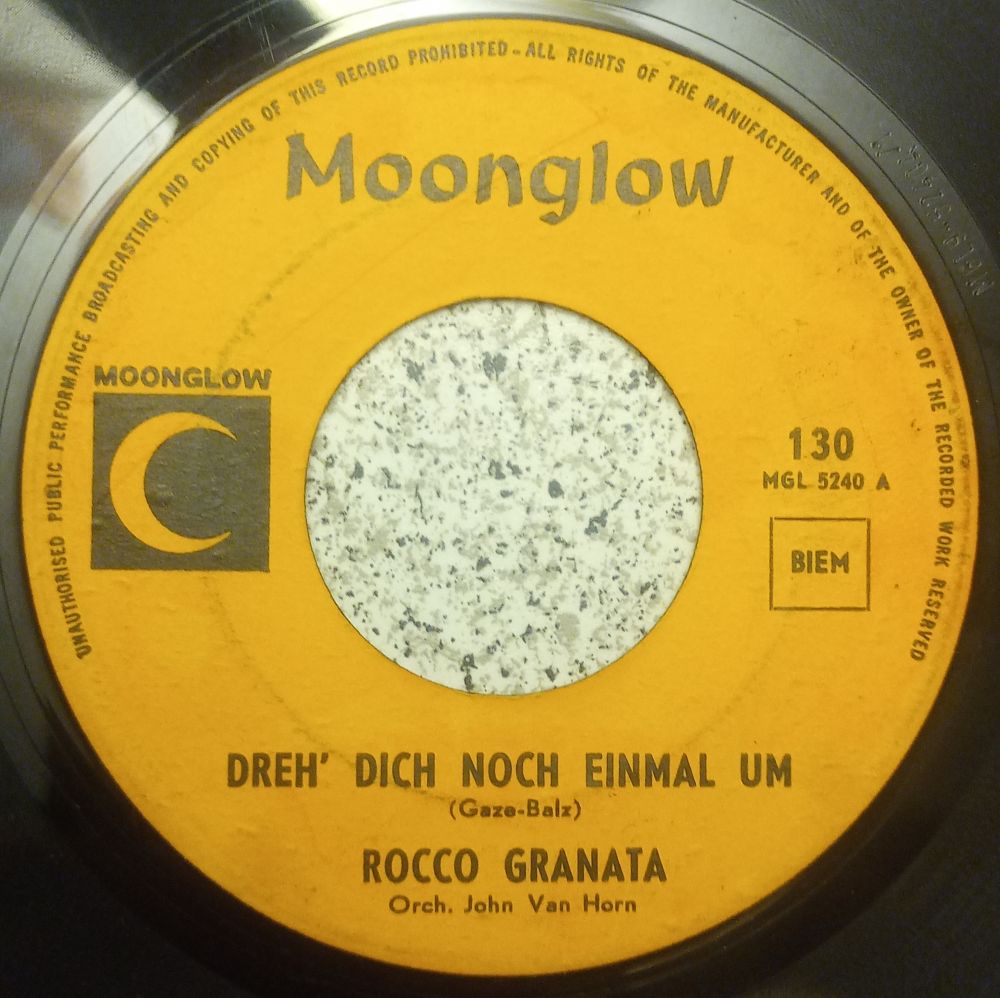 UNAUTHORISED PUBLIC PERFORMANCE BROADCASTING AND COPYING OF THIS RECORD PROHIBITED - ALL RIGHTS OF THE MANUFACTURER AND OF THE OWNER OF THE RECORDED WORK RESERVED
Moonglow
MOONGLOW
130
MGL 5240 A
BIEM
DREH' DICH NOCH EINMAL UM
(Gaze-Balz)
ROCCO GRANATA
Orch. John Van Horn